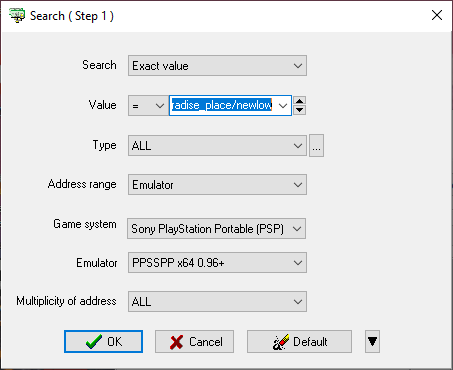 Search ( Step 1 )
Search Exact value
Value = radise_place/newlow
Type ALL ...
Address range Emulator
Game system Sony PlayStation Portable (PSP)
Emulator PPSSPP x64 0.96+
Multiplicity of address ALL
OK Cancel Default